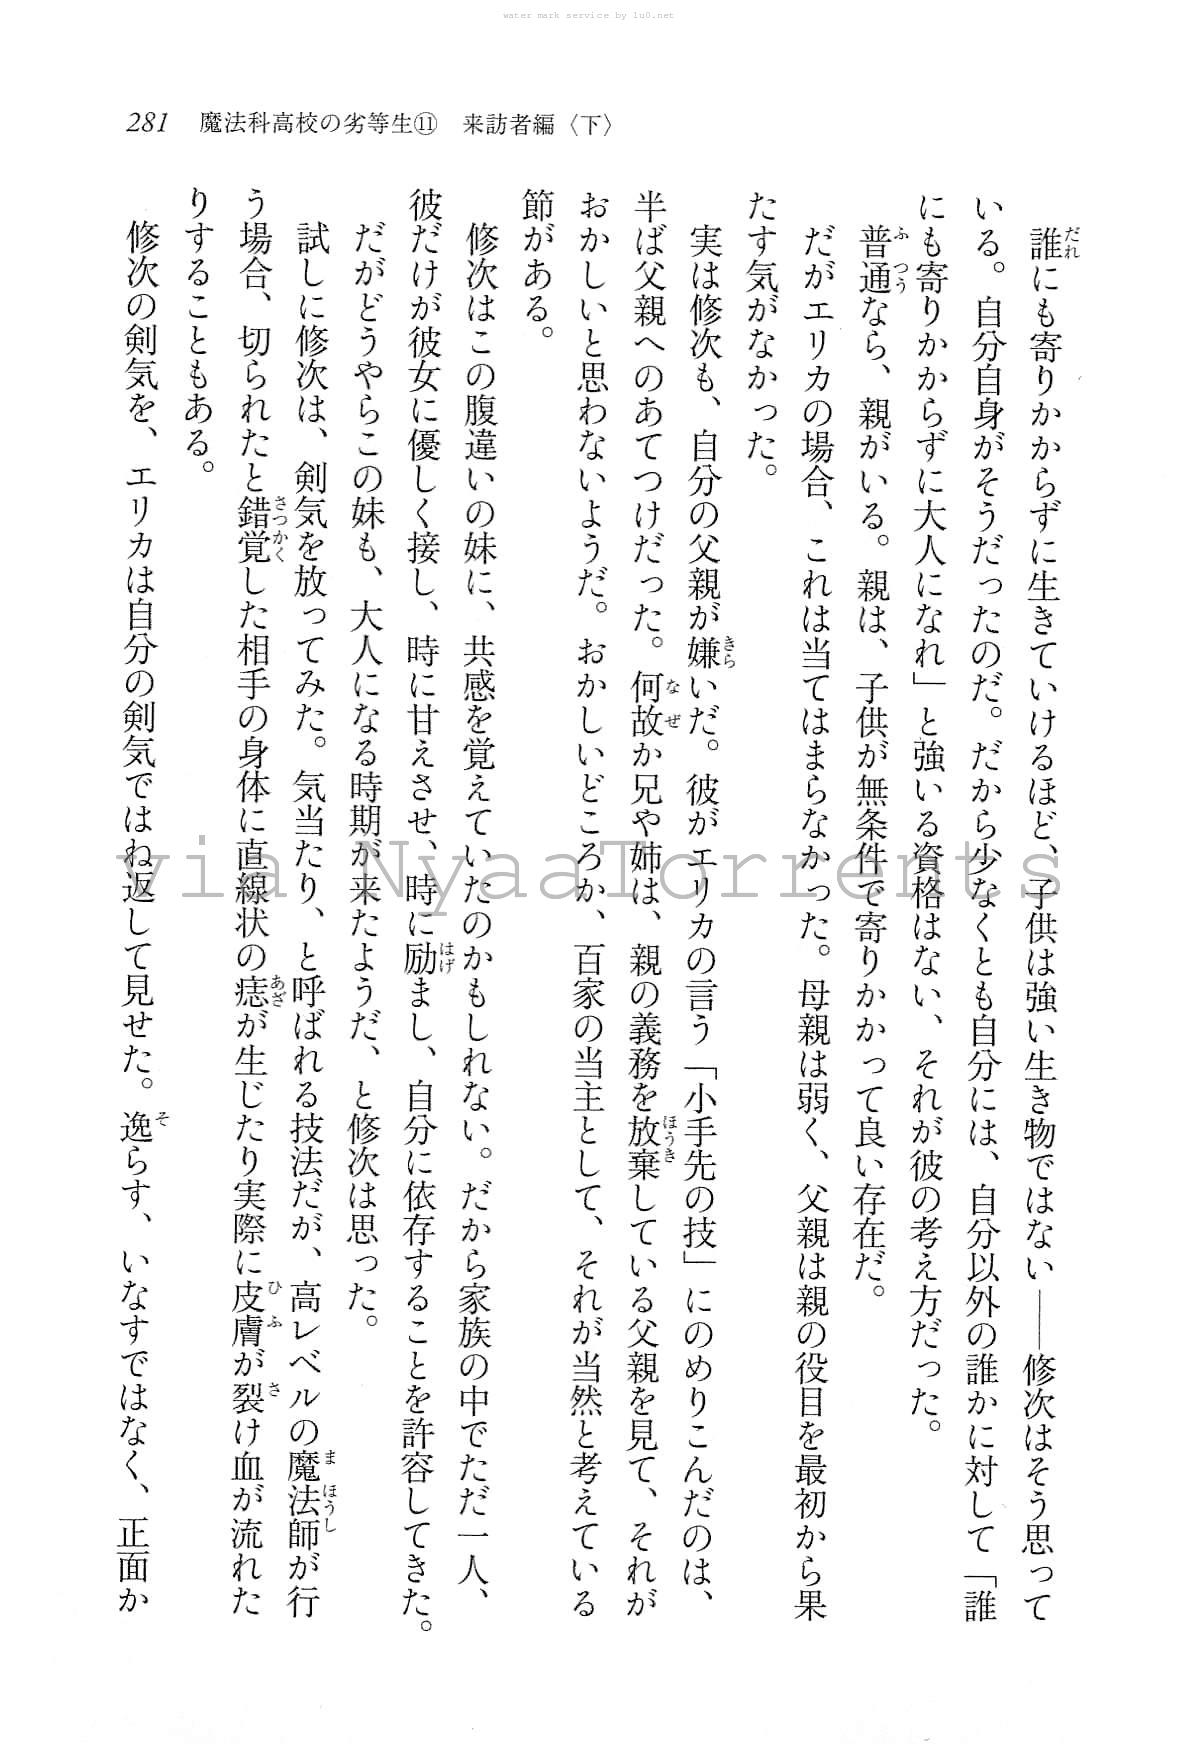 water mark service by lu0.net
281 魔法科高校の劣等生⑪ 来訪者編〈下〉
誰にも寄りかからずに生きていけるほど、子供は強い生き物ではない――修次はそう思って
いる。自分自身がそうだったのだ。だから少なくとも自分には、自分以外の誰かに対して「誰
にも寄りかからずに大人になれ」と強いる資格はない、それが彼の考え方だった。
普通なら、親がいる。親は、子供が無条件で寄りかかって良い存在だ。
だがエリカの場合、これは当てはまらなかった。母親は弱く、父親は親の役目を最初から果
たす気がなかった。
実は修次も、自分の父親が嫌いだ。彼がエリカの言う「小手先の技」にのめりこんだのは、
半ば父親へのあてつけだった。何故か兄や姉は、親の義務を放棄している父親を見て、それが
おかしいと思わないようだ。おかしいどころか、百家の当主として、それが当然と考えている
節がある。
修次はこの腹違いの妹に、共感を覚えていたのかもしれない。だから家族の中でただ一人、
彼だけが彼女に優しく接し、時に甘えさせ、時に励まし、自分に依存することを許容してきた。
だがどうやらこの妹も、大人になる時期が来たようだ、と修次は思った。
試しに修次は、剣気を放ってみた。気当たり、と呼ばれる技法だが、高レベルの魔法師が行
う場合、切られたと錯覚した相手の身体に直線状の痣が生じたり実際に皮膚が裂け血が流れた
りすることもある。
修次の剣気を、エリカは自分の剣気ではね返して見せた。逸らす、いなすではなく、正面か
via NyaaTorrents